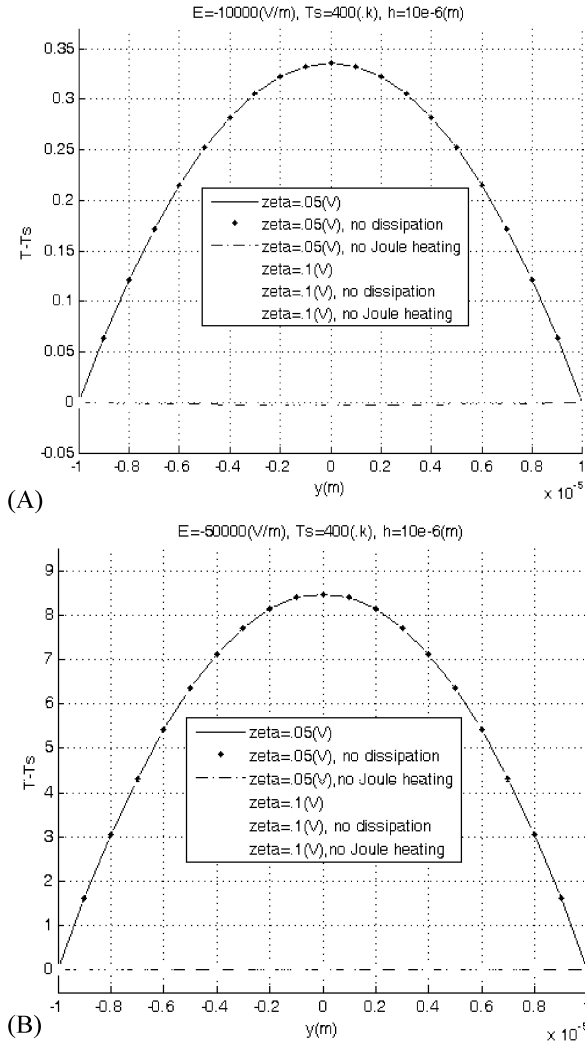 E=-10000(V/m), Ts=400(.k), h=10e-6(m)
0.35
0.3
0.25
0.2
0.15
0.1
0.05
0
-0.05
T-Ts
zeta=.05(V)
zeta=.05(V), no dissipation
zeta=.05(V), no Joule heating
zeta=.1(V)
zeta=.1(V), no dissipation
zeta=.1(V), no Joule heating
-1 -0.8 -0.6 -0.4 -0.2 0 0.2 0.4 0.6 0.8 1
y(m)
x 10^-5
(A)
E=-50000(V/m), Ts=400(.k), h=10e-6(m)
9
8
7
6
5
4
3
2
1
0
T-Ts
zeta=.05(V)
zeta=.05(V), no dissipation
zeta=.05(V),no Joule heating
zeta=.1(V)
zeta=.1(V), no dissipation
zeta=.1(V),no Joule heating
-1 -0.8 -0.6 -0.4 -0.2 0 0.2 0.4 0.6 0.8 1
y(m)
x 10^-5
(B)